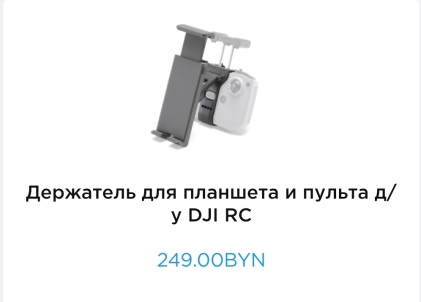 Держатель для планшета и пульта д/
у DJI RC
249.00BYN